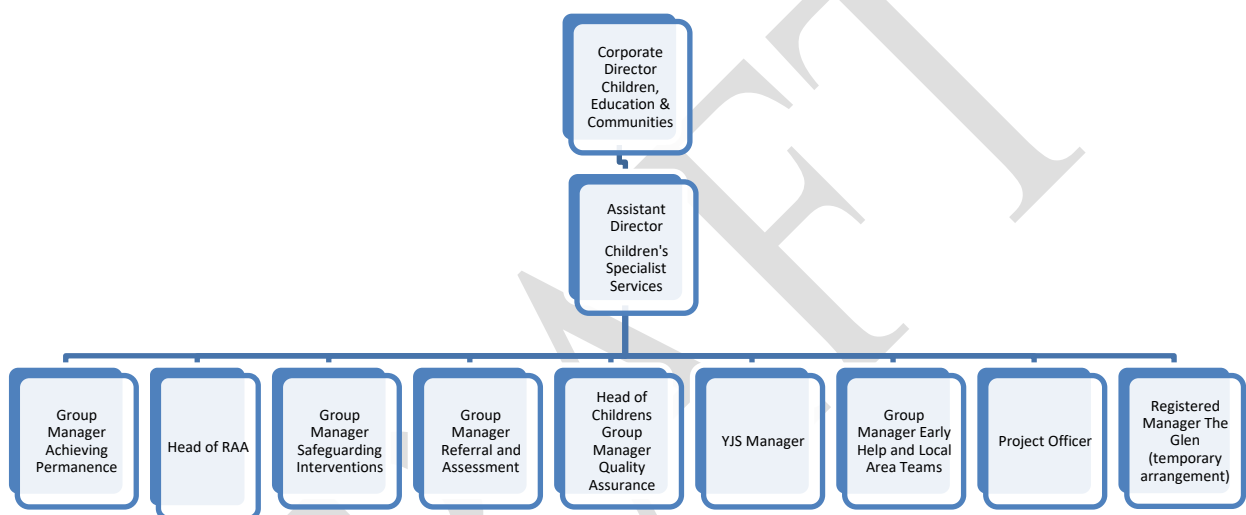 Corporate
Director
Children,
Education &
Communities
Assistant
Director
Children's
Specialist
Services
Group
Manager
Achieving
Permanence
Head of RAA
Group
Manager
Safeguarding
Interventions
Group
Manager
Referral and
Assessment
Head of
Childrens
Group
Manager
Quality
Assurance
YJS Manager
Group
Manager Early
Help and Local
Area Teams
Project Officer
Registered
Manager The
Glen
(temporary
arrangement)